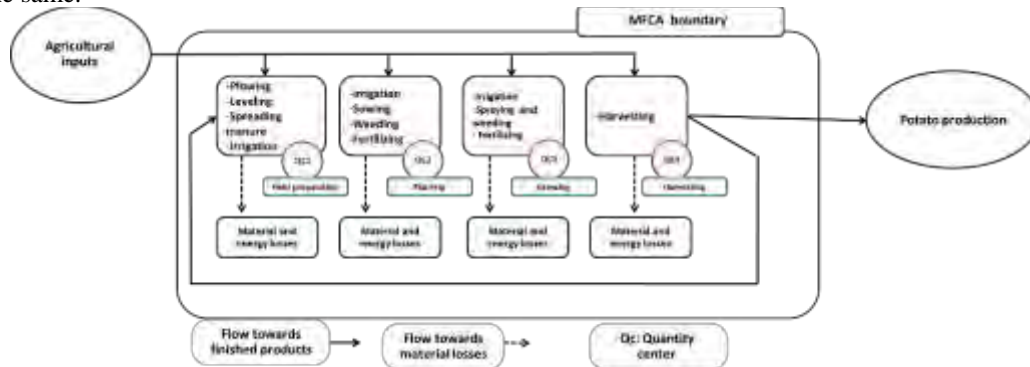 MFCA boundary
Agricultural
inputs
-Plowing
-Leveling
-Spreading
manure
-Irrigation
-Irrigation
-Sowing
-Weeding
-Fertilizing
-Irrigation
-Spraying and
weeding
-Fertilizing
-Harvesting
Potato production
QC1
QC2
QC3
QC4
Field preparation
Planting
Growing
Harvesting
Material and
energy losses
Material and
energy losses
Material and
energy losses
Material and
energy losses
Flow towards
finished products
Flow towards
material losses
Qc: Quantity
center